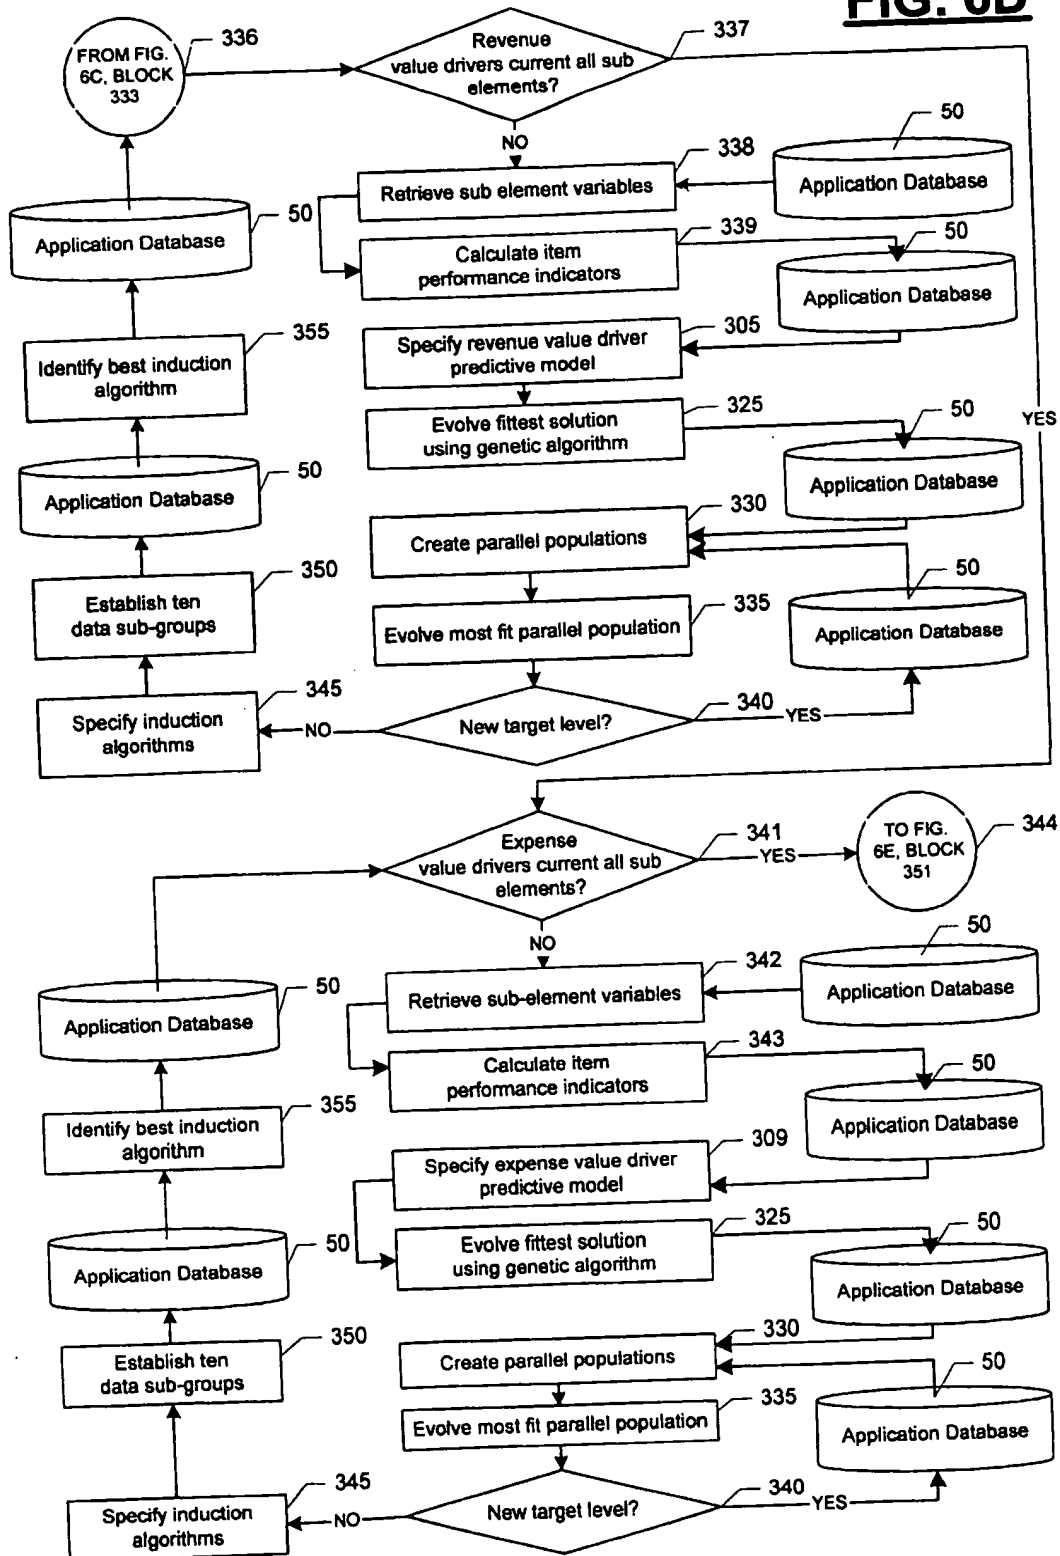 FIG. 6D
FROM FIG.
6C, BLOCK
333
336
Revenue
value drivers current all sub
elements?
337
NO
YES
Retrieve sub element variables
338
50
Application Database
50
Application Database
Calculate item
performance indicators
339
50
Application Database
355
Identify best induction
algorithm
Specify revenue value driver
predictive model
305
Evolve fittest solution
using genetic algorithm
325
50
Application Database
50
Application Database
Create parallel populations
330
350
Establish ten
data sub-groups
Evolve most fit parallel population
335
50
Application Database
345
Specify induction
algorithms
NO
New target level?
340
YES
Expense
value drivers current all sub
elements?
341
YES
TO FIG.
6E, BLOCK
351
344
NO
Retrieve sub-element variables
342
50
Application Database
50
Application Database
Calculate item
performance indicators
343
50
Application Database
355
Identify best induction
algorithm
Specify expense value driver
predictive model
309
Evolve fittest solution
using genetic algorithm
325
50
Application Database
50
Application Database
Create parallel populations
330
350
Establish ten
data sub-groups
Evolve most fit parallel population
335
50
Application Database
345
Specify induction
algorithms
NO
New target level?
340
YES